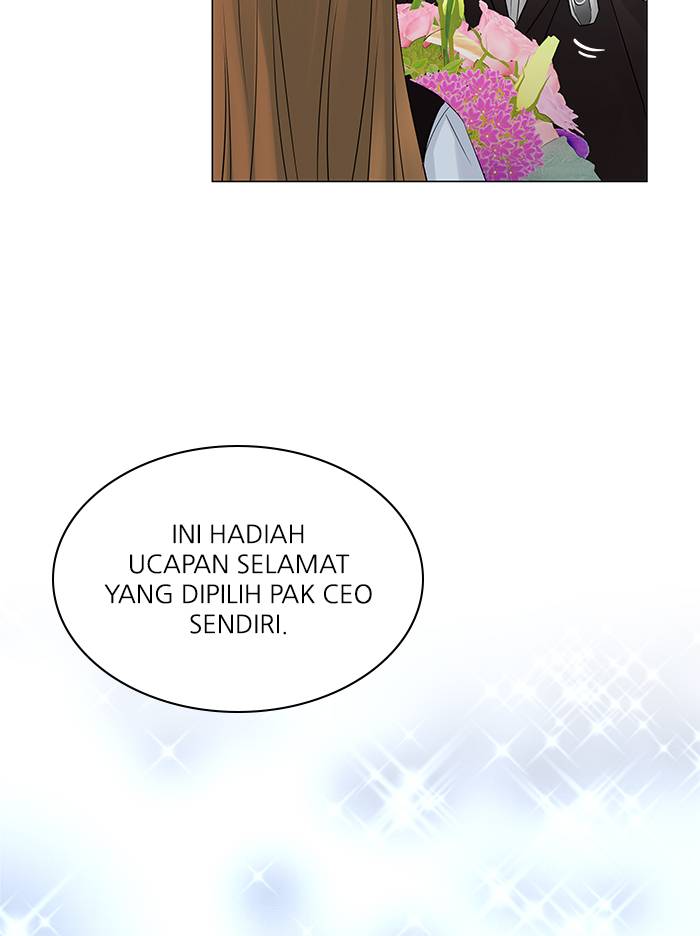 INI HADIAH
UCAPAN SELAMAT
YANG DIPILIH PAK CEO
SENDIRI.